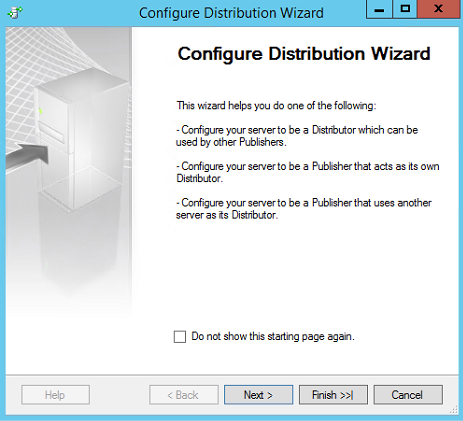 Configure Distribution Wizard
Configure Distribution Wizard
This wizard helps you do one of the following:
- Configure your server to be a Distributor which can be
used by other Publishers.
- Configure your server to be a Publisher that acts as its own
Distributor.
- Configure your server to be a Publisher that uses another
server as its Distributor.
Do not show this starting page again.
Help
< Back
Next >
Finish >>|
Cancel